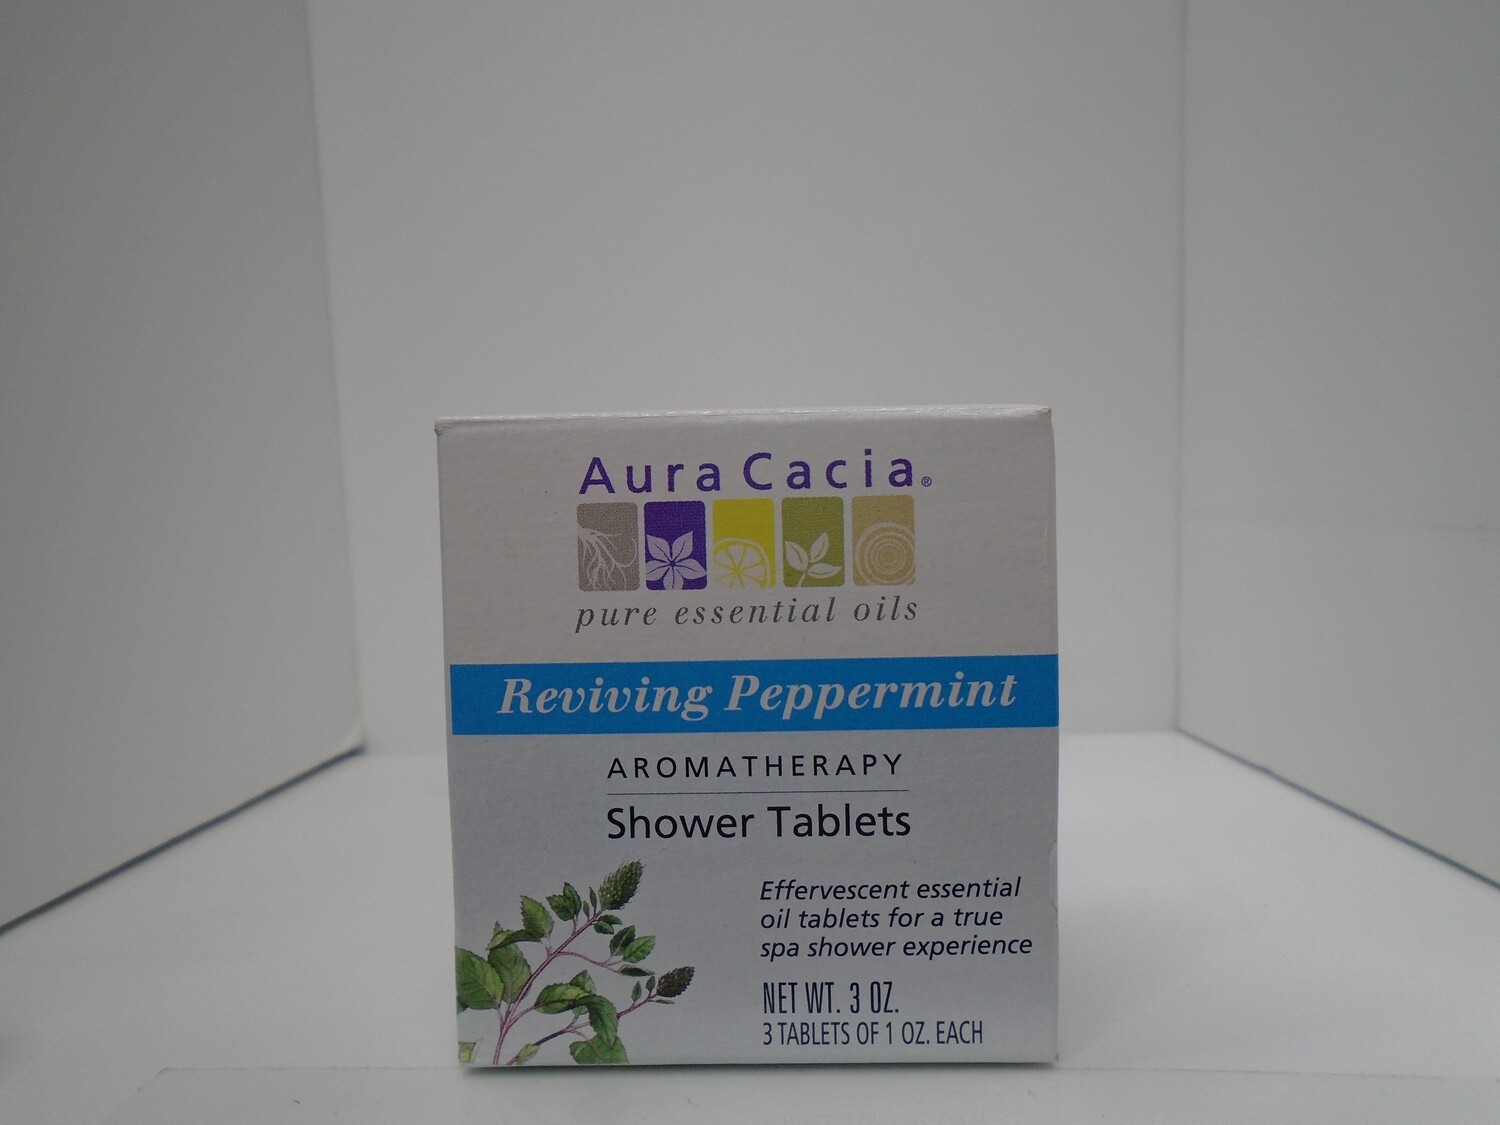 Aura Cacia®
pure essential oils
Reviving Peppermint
AROMATHERAPY
Shower Tablets
Effervescent essential
oil tablets for a true
spa shower experience
NET WT. 3 OZ.
3 TABLETS OF 1 OZ. EACH